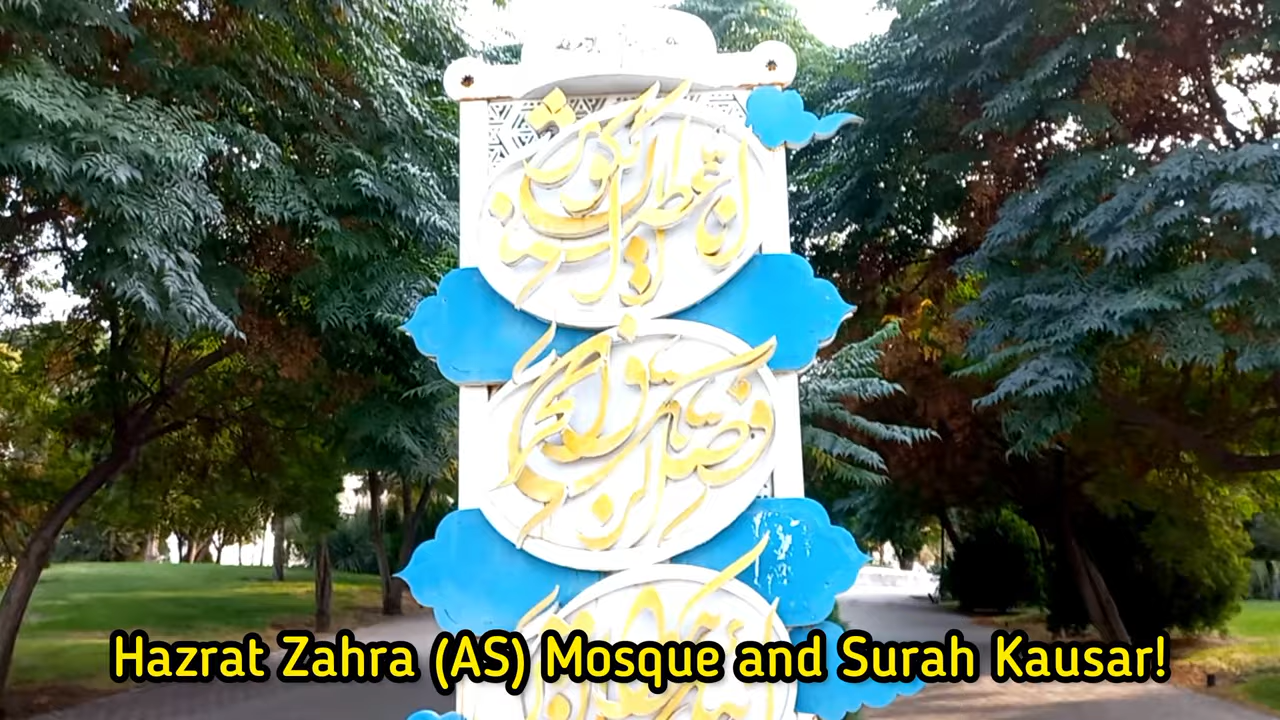 انا اعطیناک الکوثر
فصل لربک وانحر
Hazrat Zahra (AS) Mosque and Surah Kausar!